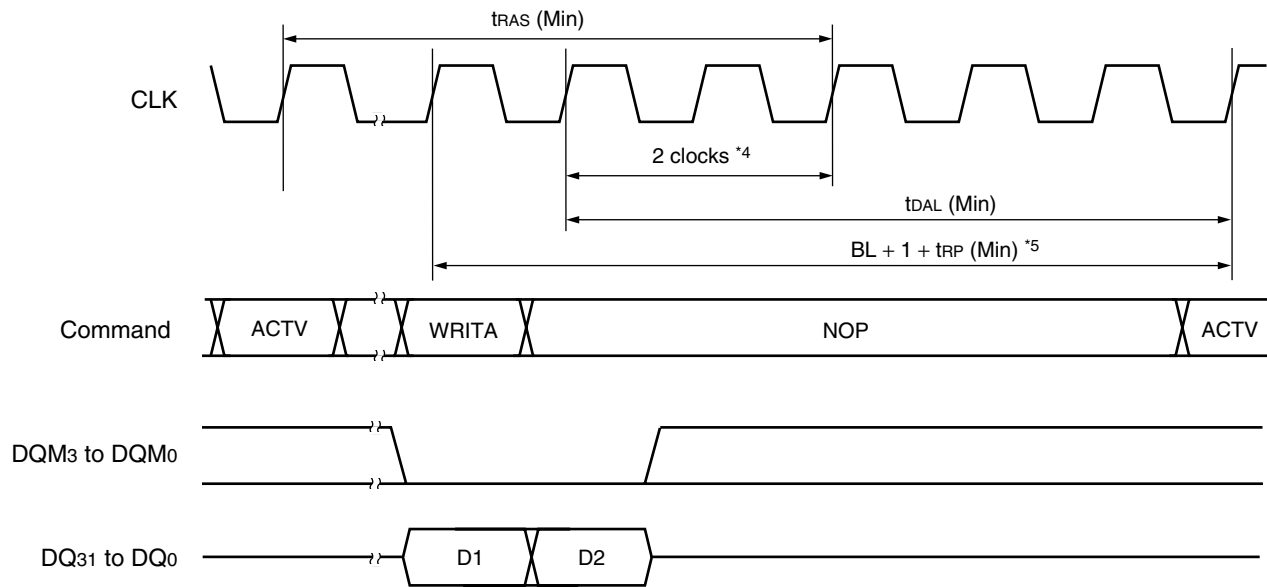 tRAS (Min)
CLK
2 clocks *4
tDAL (Min)
BL + 1 + tRP (Min) *5
Command ACTV WRITA NOP ACTV
DQM3 to DQM0
DQ31 to DQ0 D1 D2